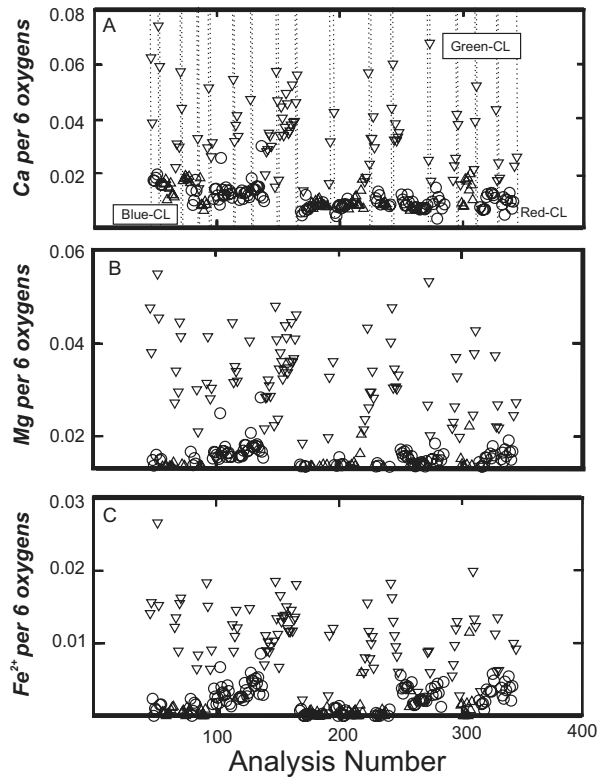 A
0.08
0.06
0.04
0.02
Ca per 6 oxygens
Green-CL
Blue-CL
Red-CL
B
0.06
0.04
0.02
Mg per 6 oxygens
C
0.03
0.02
0.01
Fe2+ per 6 oxygens
100 200 300 400
Analysis Number